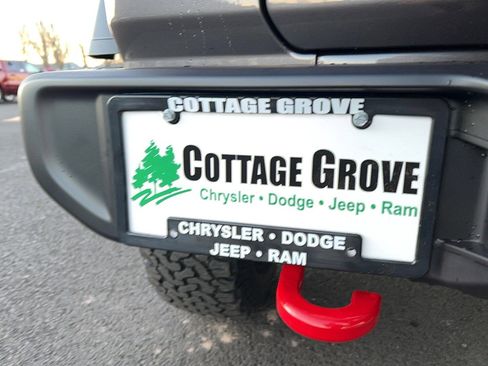 COTTAGE GROVE
COTTAGE GROVE
Chrysler • Dodge • Jeep • Ram
CHRYSLER • DODGE
JEEP • RAM